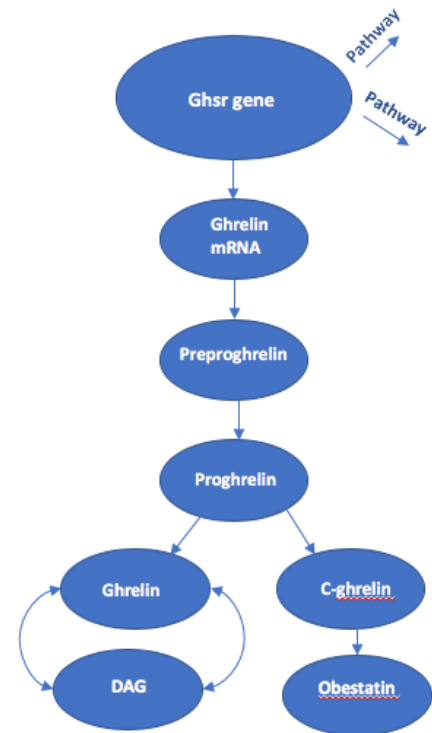 Pathway
Ghsr gene
Pathway
Ghrelin
mRNA
Preproghrelin
Proghrelin
Ghrelin
C-ghrelin
DAG
Obestatin